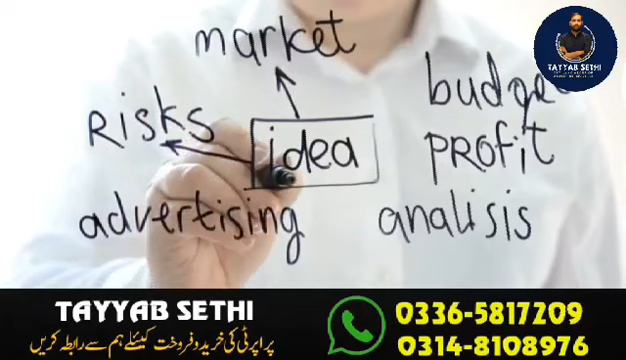 market
TAYYAB SETHI
Risks
idea
budge
profit
advertising
analisis
TAYYAB SETHI
پراپرٹی کی خرید و فروخت کیلئے ہم سے رابطہ کریں
0336-5817209
0314-8108976